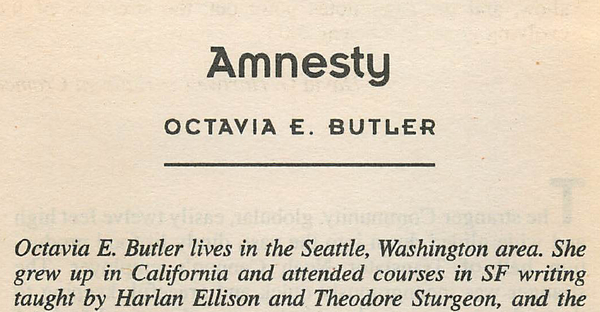 Amnesty
OCTAVIA E. BUTLER
Octavia E. Butler lives in the Seattle, Washington area. She
grew up in California and attended courses in SF writing
taught by Harlan Ellison and Theodore Sturgeon, and the